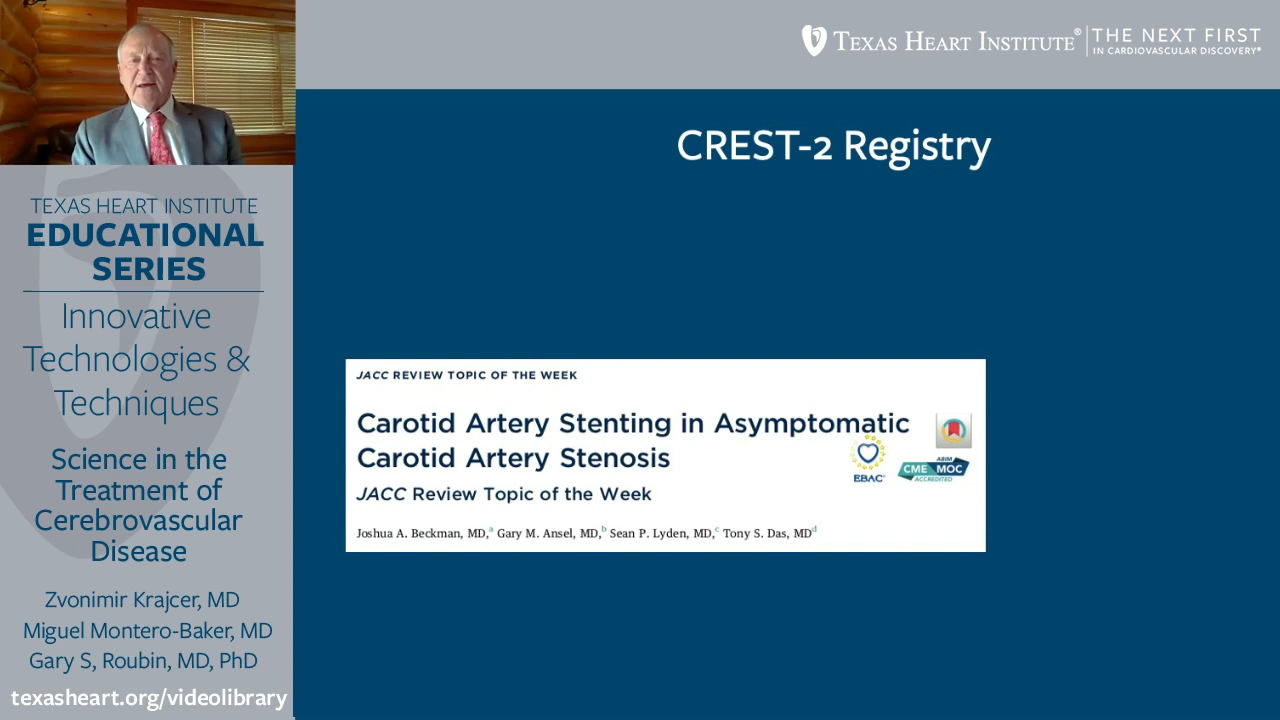 TEXAS HEART INSTITUTE® THE NEXT FIRST
IN CARDIOVASCULAR DISCOVERY®
CREST-2 Registry
TEXAS HEART INSTITUTE
EDUCATIONAL
SERIES
Innovative
Technologies &
Techniques
Science in the
Treatment of
Cerebrovascular
Disease
Zvonimir Krajcer, MD
Miguel Montero-Baker, MD
Gary S, Roubin, MD, PhD
texasheart.org/videolibrary
JACC REVIEW TOPIC OF THE WEEK
Carotid Artery Stenting in Asymptomatic
Carotid Artery Stenosis
JACC Review Topic of the Week
EBAC®
ABIM
CME MOC
ACCREDITED
Joshua A. Beckman, MD,a Gary M. Ansel, MD,b Sean P. Lyden, MD,c Tony S. Das, MDd